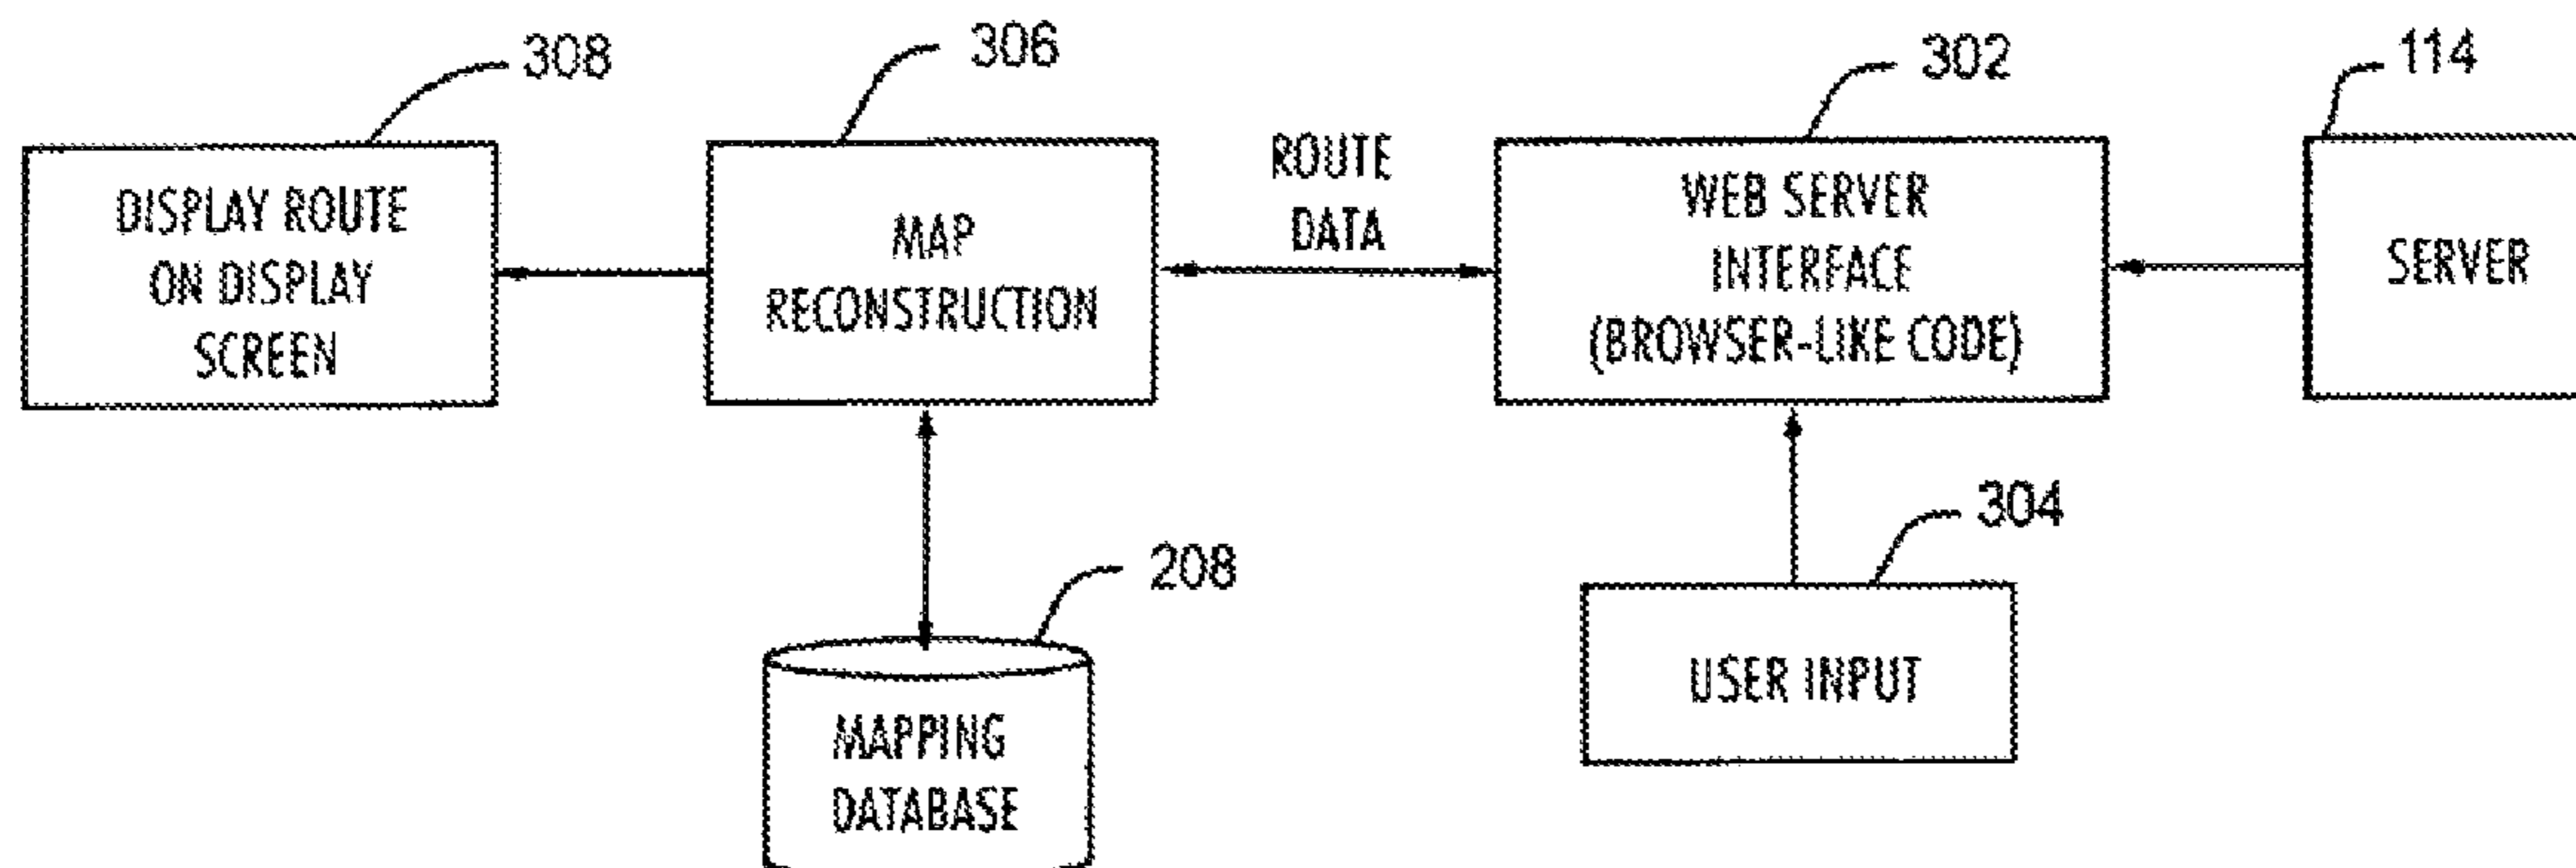 308
306
302
114
DISPLAY ROUTE
ON DISPLAY
SCREEN
MAP
RECONSTRUCTION
ROUTE
DATA
WEB SERVER
INTERFACE
(BROWSER-LIKE CODE)
SERVER
304
USER INPUT
208
MAPPING
DATABASE